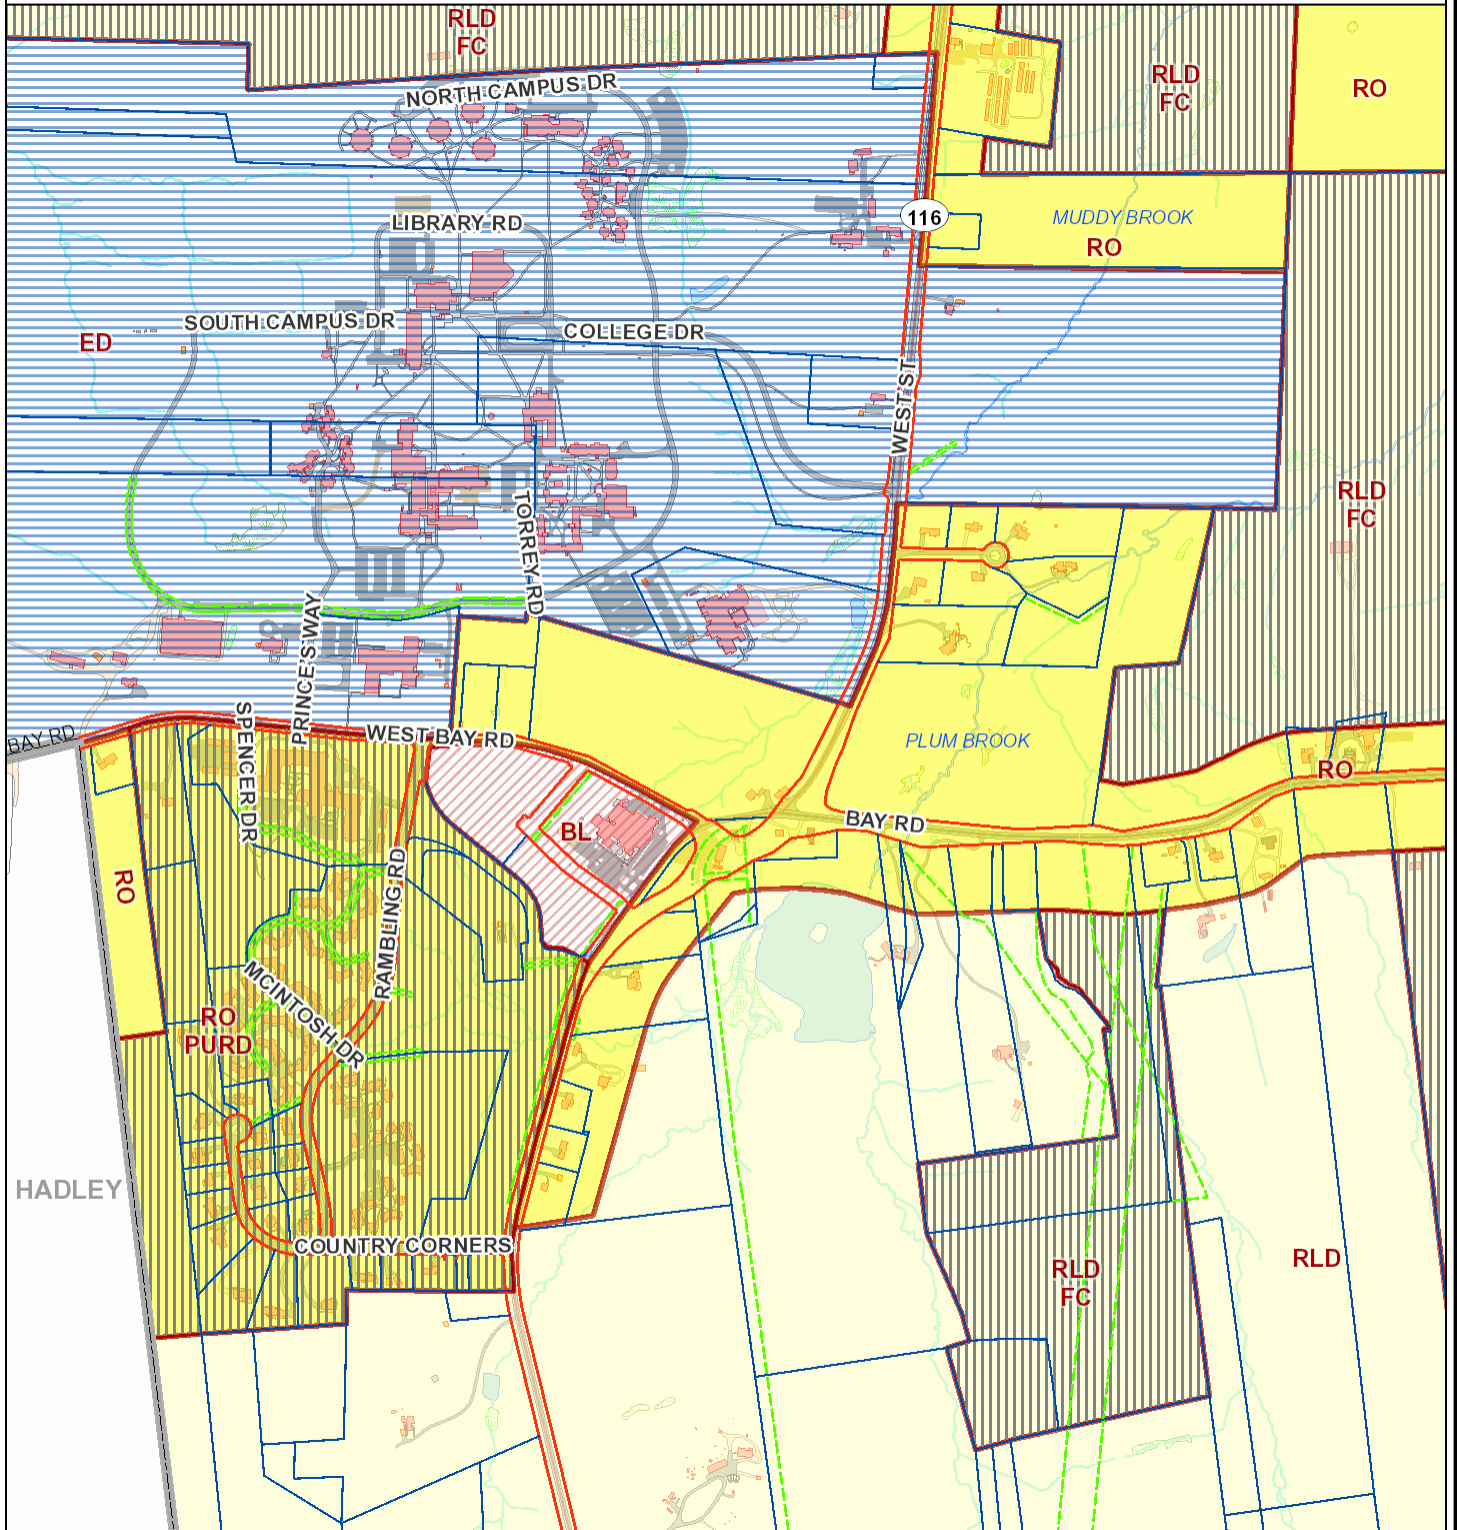 RLD
FC
NORTH CAMPUS DR
RLD
FC
RO
LIBRARY RD
116
MUDDY BROOK
RO
SOUTH CAMPUS DR
COLLEGE DR
ED
WEST ST
RLD
FC
TORREY RD
PRINCE'S WAY
SPENCER DR
BAY RD
WEST BAY RD
PLUM BROOK
RO
BAY RD
BL
RO
RAMBLING RD
MCINTOSH DR
RO
PURD
HADLEY
COUNTRY CORNERS
RLD
FC
RLD